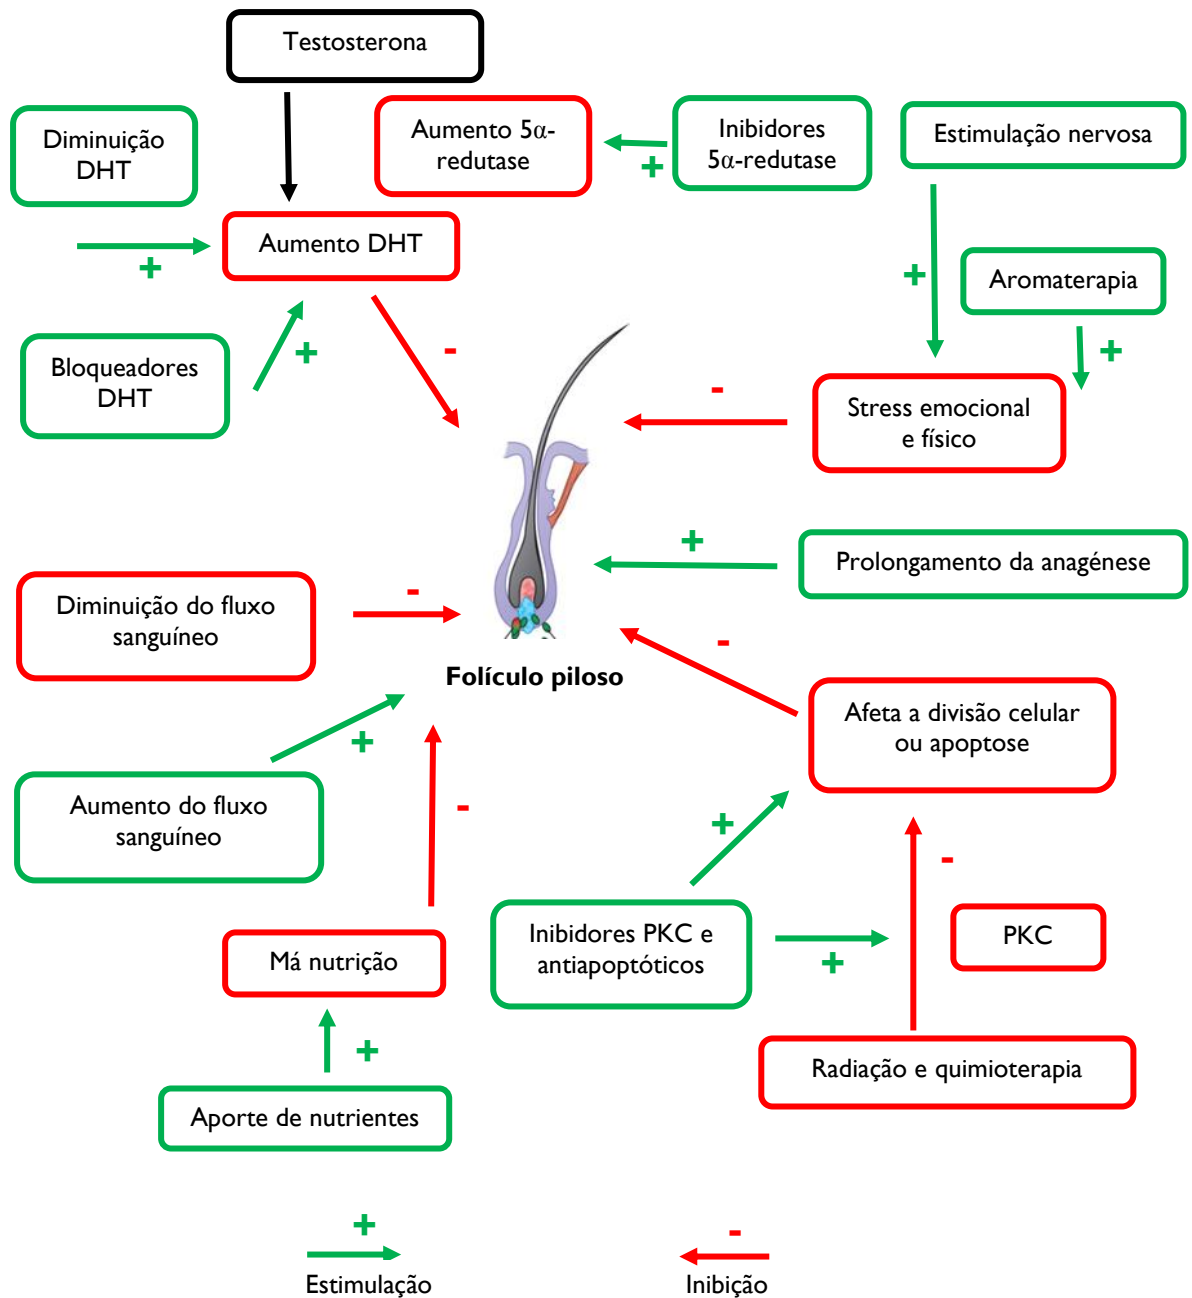 Testosterona
Diminuição
DHT
Aumento 5α-
redutase
Inibidores
5α-redutase
Estimulação nervosa
+
Aumento DHT
+
+
Aromaterapia
Bloqueadores
DHT
+
-
+
-
Stress emocional
e físico
+
Prolongamento da anagénese
Diminuição do fluxo
sanguíneo
-
-
Folículo piloso
Afeta a divisão celular
ou apoptose
+
Aumento do fluxo
sanguíneo
-
+
-
Inibidores PKC e
antiapoptóticos
+
PKC
Má nutrição
+
Radiação e quimioterapia
Aporte de nutrientes
+
Estimulação
-
Inibição